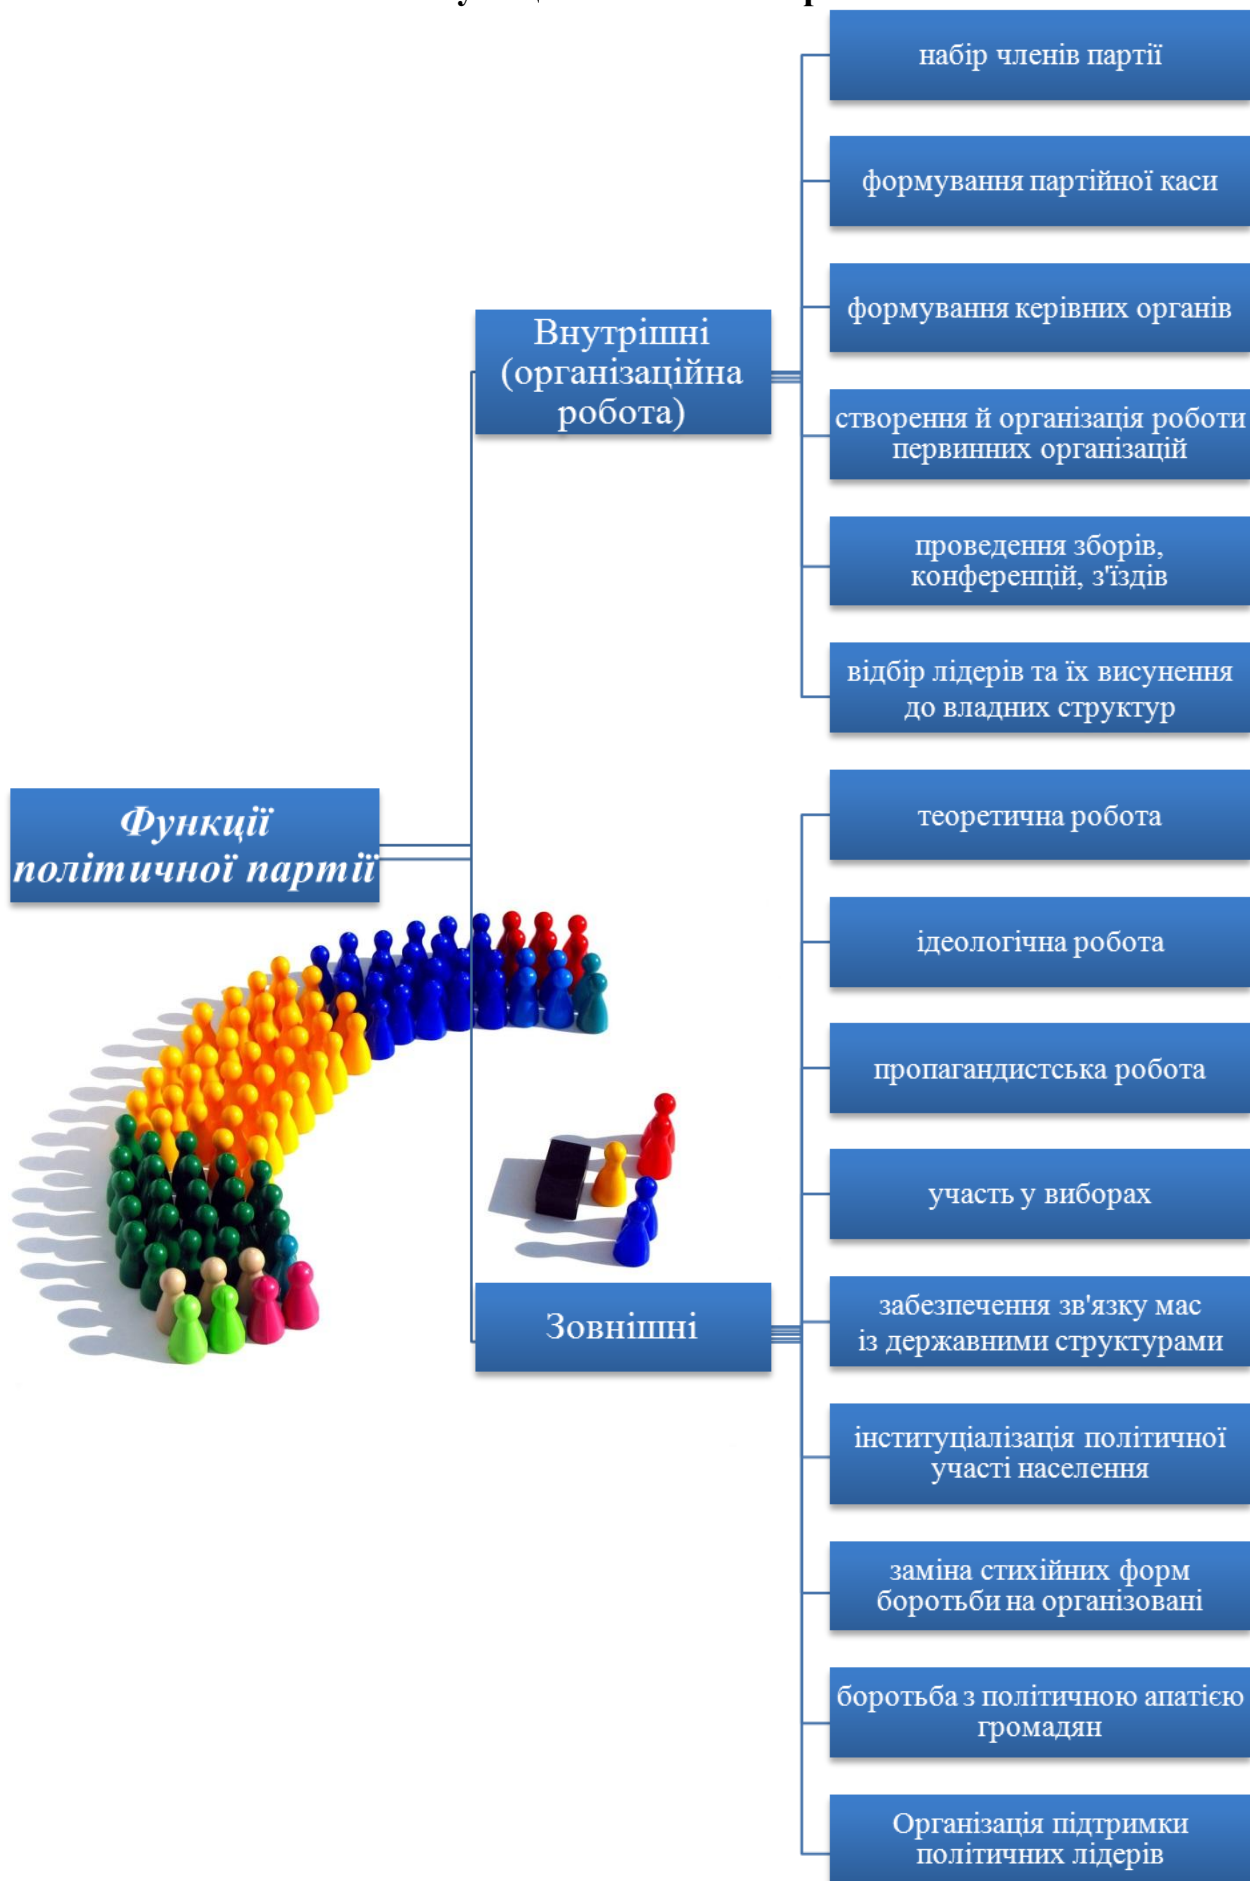 набір членів партії
формування партійної каси
формування керівних органів
Внутрішні
(організаційна
робота)
створення й організація роботи
первинних організацій
проведення зборів,
конференцій, з'їздів
відбір лідерів та їх висунення
до владних структур
Функції
політичної партії
теоретична робота
ідеологічна робота
пропагандистська робота
участь у виборах
Зовнішні
забезпечення зв'язку мас
із державними структурами
інституціалізація політичної
участі населення
заміна стихійних форм
боротьби на організовані
боротьба з політичною апатією
громадян
Організація підтримки
політичних лідерів